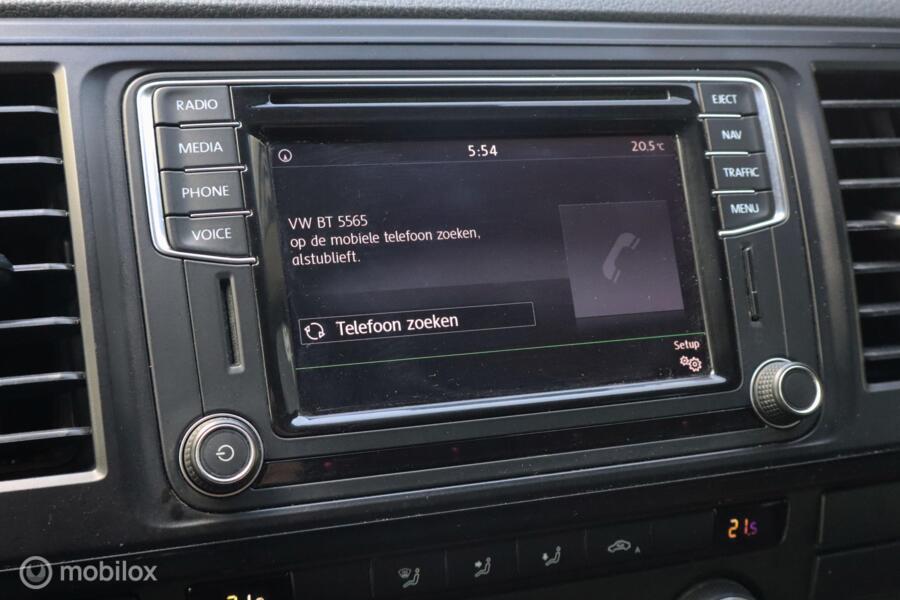 RADIO
MEDIA
PHONE
VOICE
EJECT
NAV
TRAFFIC
MENU
5:54
20.5°C
VW BT 5565
op de mobiele telefoon zoeken,
alstublieft.
Telefoon zoeken
Setup
21.5
A
mobilox